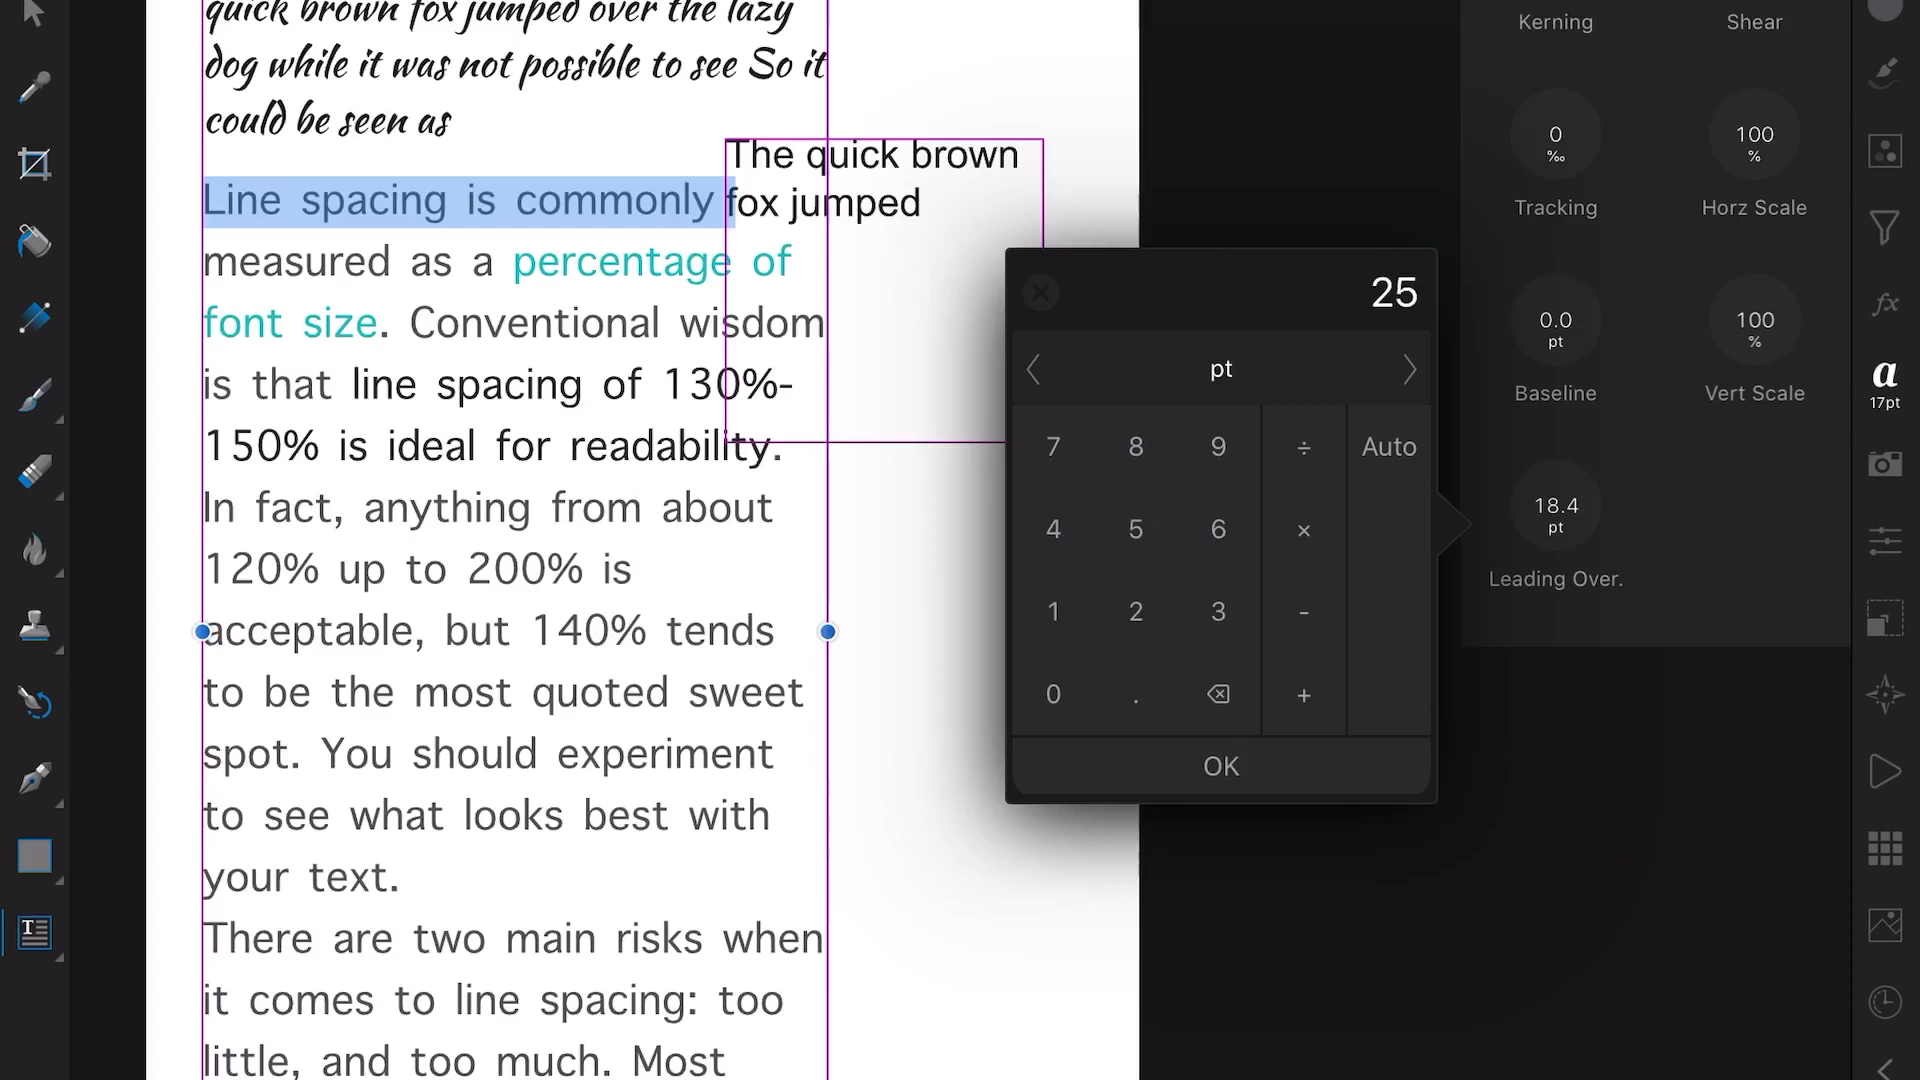 quick brown fox jumped over the lazy
dog while it was not possible to see So it
could be seen as
The quick brown
fox jumped
Line spacing is commonly
measured as a percentage of
font size. Conventional wisdom
is that line spacing of 130%-
150% is ideal for readability.
In fact, anything from about
120% up to 200% is
acceptable, but 140% tends
to be the most quoted sweet
spot. You should experiment
to see what looks best with
your text.
There are two main risks when
it comes to line spacing: too
little, and too much. Most
25
pt
7 8 9 ÷ Auto
4 5 6 ×
1 2 3 -
0 . +
OK
Kerning Shear
0 ‰ 100 %
Tracking Horz Scale
0.0 pt 100 %
Baseline Vert Scale
18.4 pt
Leading Over.
a
17pt
fx
T